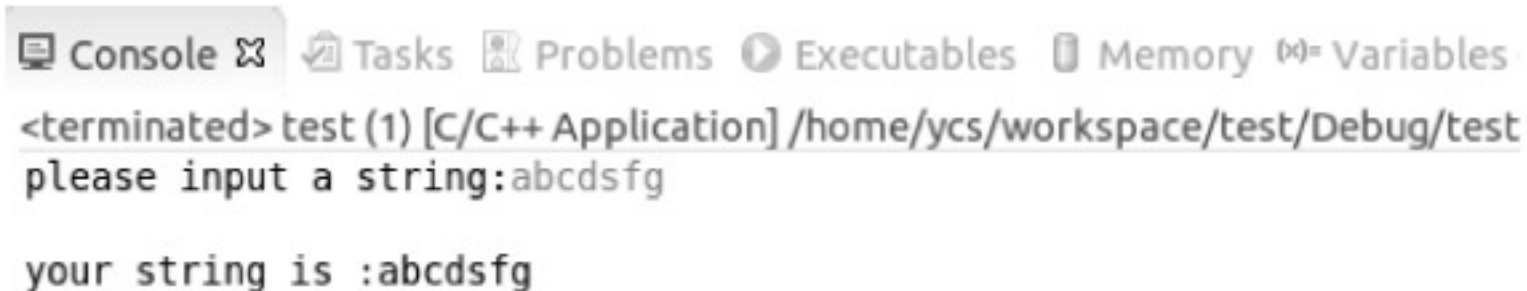 Console Tasks Problems Executables Memory (x)= Variables
<terminated> test (1) [C/C++ Application] /home/ycs/workspace/test/Debug/test
please input a string:abcdsfg
your string is :abcdsfg